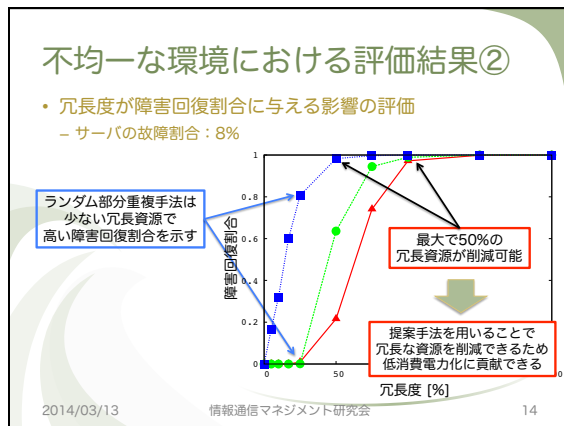 不均一な環境における評価結果②
• 冗長度が障害回復割合に与える影響の評価
– サーバの故障割合：8%
ランダム部分重複手法は
少ない冗長資源で
高い障害回復割合を示す
障害回復割合
1
0.8
0.6
0.4
0.2
0
0
50
0
冗長度 [%]
最大で50%の
冗長資源が削減可能
提案手法を用いることで
冗長な資源を削減できるため
低消費電力化に貢献できる
2014/03/13
情報通信マネジメント研究会
14